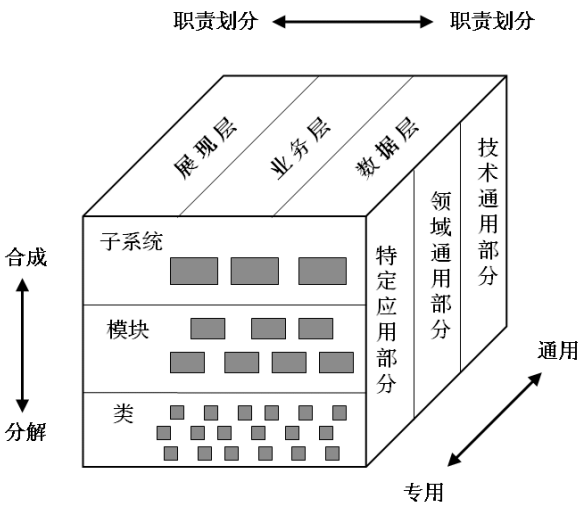 职责划分
职责划分
展现层
业务层
数据层
子系统
模块
类
特定应用部分
领域通用部分
技术通用部分
合成
分解
通用
专用